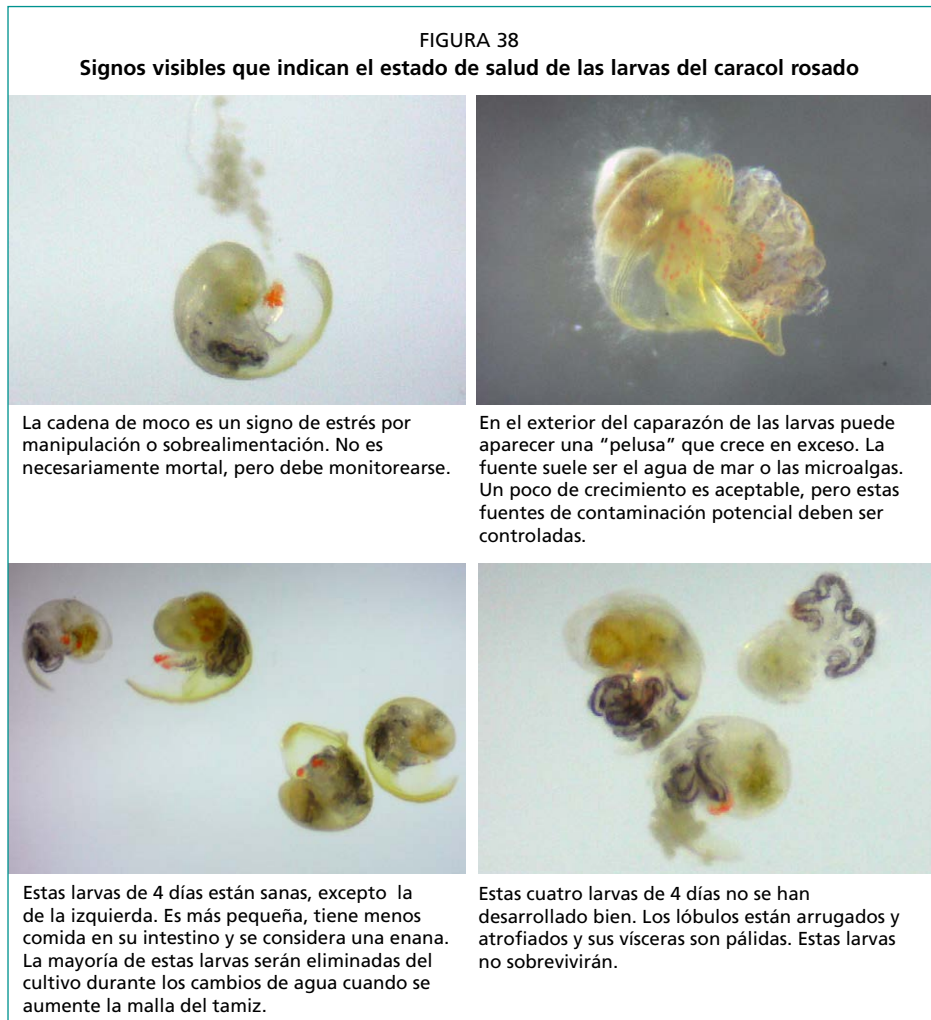 FIGURA 38
Signos visibles que indican el estado de salud de las larvas del caracol rosado
La cadena de moco es un signo de estrés por
manipulación o sobrealimentación. No es
necesariamente mortal, pero debe monitorearse.
En el exterior del caparazón de las larvas puede
aparecer una “pelusa” que crece en exceso. La
fuente suele ser el agua de mar o las microalgas.
Un poco de crecimiento es aceptable, pero estas
fuentes de contaminación potencial deben ser
controladas.
Estas larvas de 4 días están sanas, excepto la
de la izquierda. Es más pequeña, tiene menos
comida en su intestino y se considera una enana.
La mayoría de estas larvas serán eliminadas del
cultivo durante los cambios de agua cuando se
aumente la malla del tamiz.
Estas cuatro larvas de 4 días no se han
desarrollado bien. Los lóbulos están arrugados y
atrofiados y sus vísceras son pálidas. Estas larvas
no sobrevivirán.